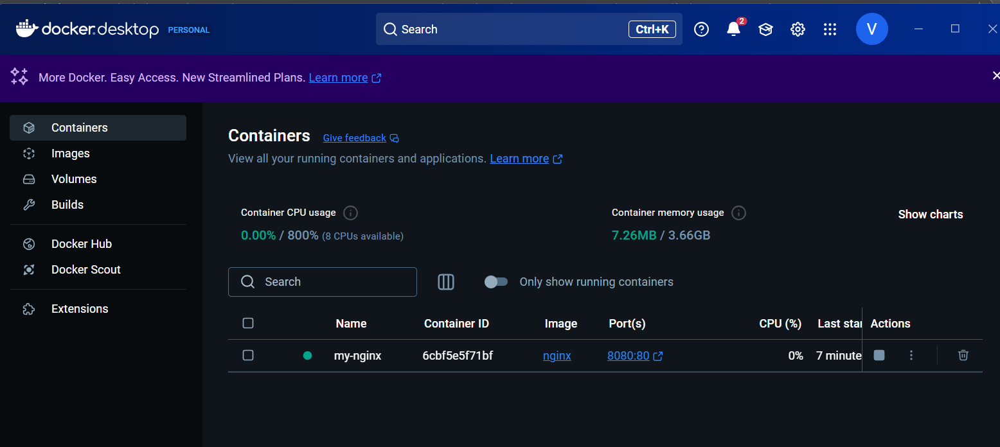 docker.desktop PERSONAL Search Ctrl+K 2 V
More Docker. Easy Access. New Streamlined Plans. Learn more
Containers
Images
Volumes
Builds
Docker Hub
Docker Scout
Extensions
Containers Give feedback
View all your running containers and applications. Learn more
Container CPU usage
0.00% / 800% (8 CPUs available)
Container memory usage
7.26MB / 3.66GB
Show charts
Search
Only show running containers
Name Container ID Image Port(s) CPU (%) Last star Actions
my-nginx 6cbf5e5f71bf nginx 8080:80 0% 7 minute